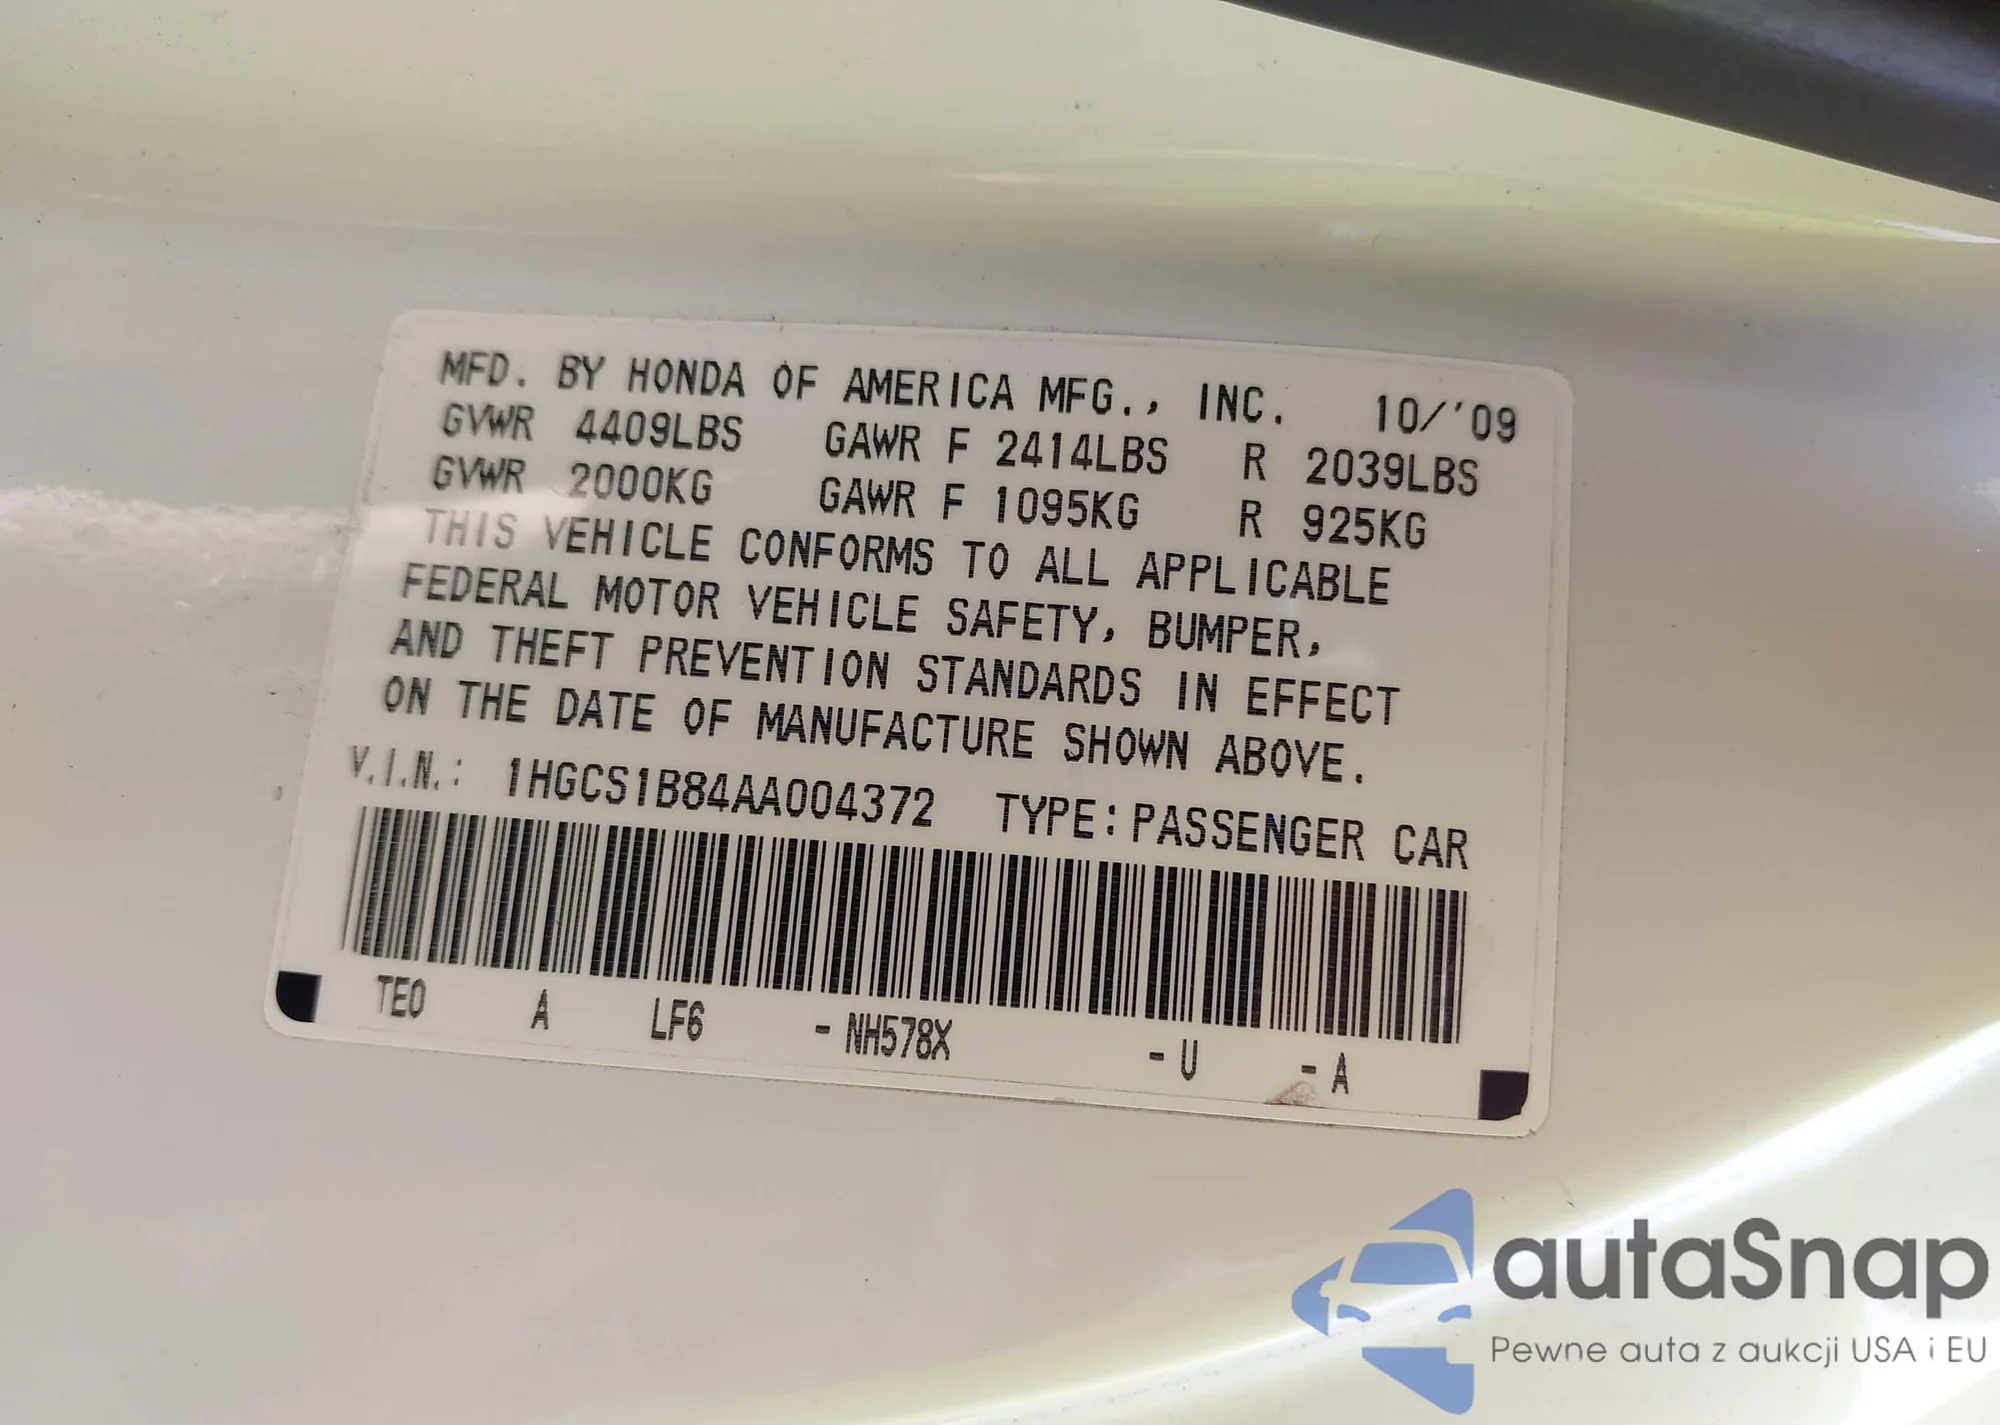 MFD. BY HONDA OF AMERICA MFG., INC. 10/'09
GVWR 4409LBS GAWR F 2414LBS R 2039LBS
GVWR 2000KG GAWR F 1095KG R 925KG
THIS VEHICLE CONFORMS TO ALL APPLICABLE
FEDERAL MOTOR VEHICLE SAFETY, BUMPER,
AND THEFT PREVENTION STANDARDS IN EFFECT
ON THE DATE OF MANUFACTURE SHOWN ABOVE.
V.I.N.: 1HGCS1B84AA004372 TYPE:PASSENGER CAR
TE0 A LF6 -NH578X -U -A
autaSnap
Pewne auta z aukcji USA i EU